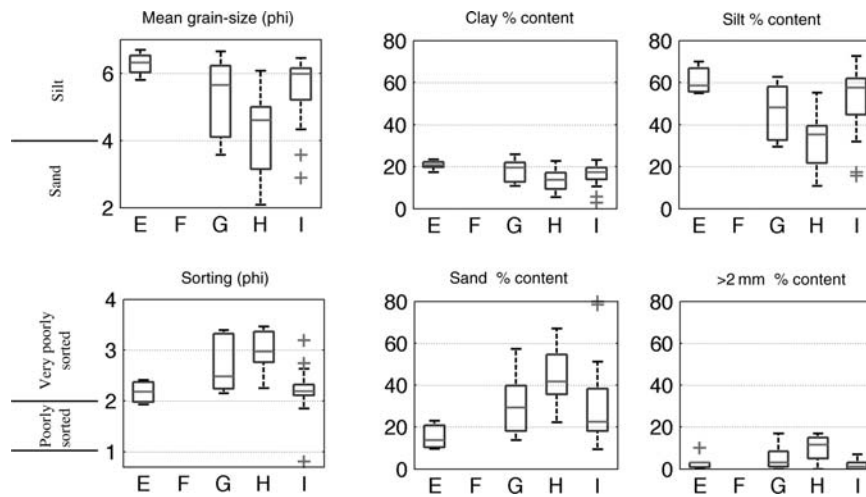 Mean grain-size (phi)
Clay % content
Silt % content
Silt
Sand
6
4
2
E F G H I
80
60
40
20
0
E F G H I
80
60
40
20
0
E F G H I
Sorting (phi)
Sand % content
>2 mm % content
Very poorly
sorted
Poorly
sorted
4
3
2
1
E F G H I
80
60
40
20
0
E F G H I
80
60
40
20
0
E F G H I